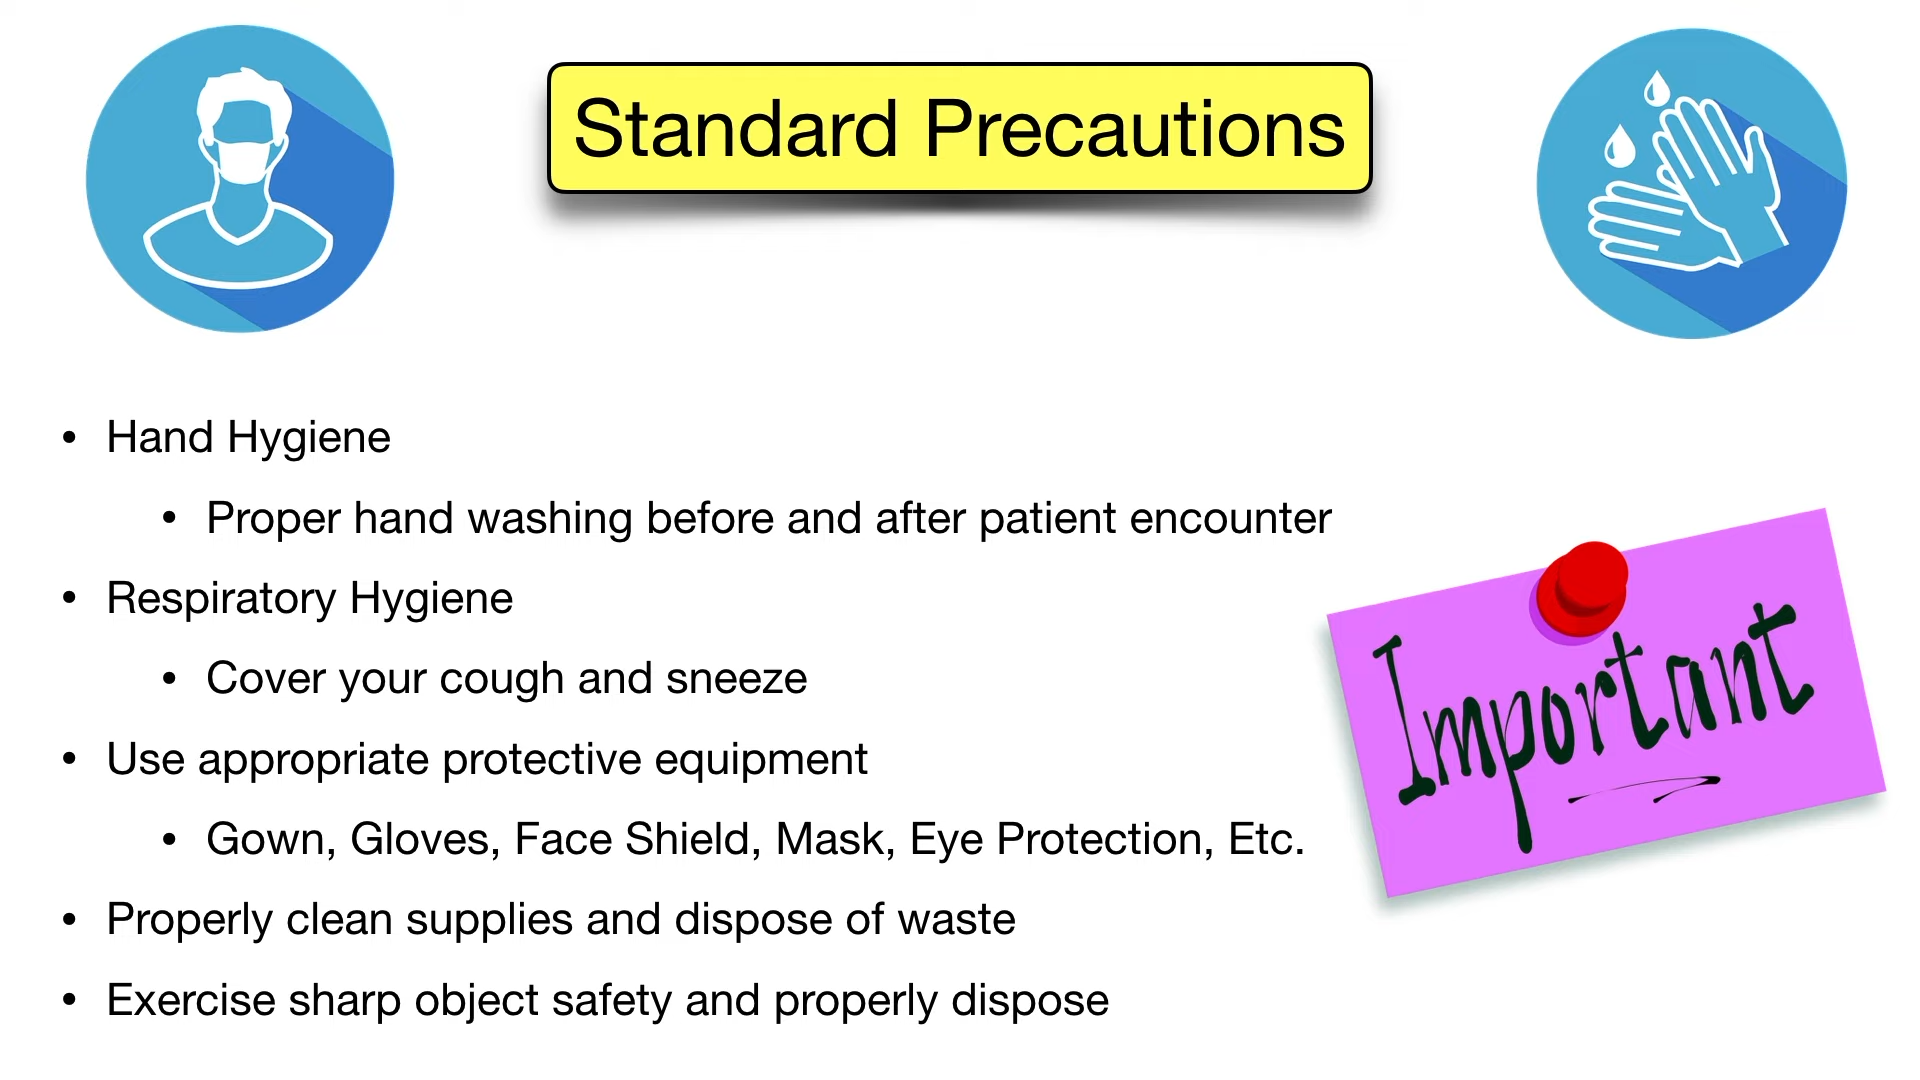 Standard Precautions
• Hand Hygiene
• Proper hand washing before and after patient encounter
• Respiratory Hygiene
• Cover your cough and sneeze
• Use appropriate protective equipment
• Gown, Gloves, Face Shield, Mask, Eye Protection, Etc.
• Properly clean supplies and dispose of waste
• Exercise sharp object safety and properly dispose
Important